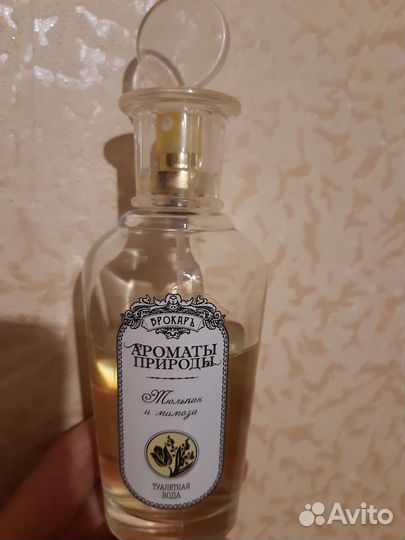 БРОКАРЪ
АРОМАТЫ
ПРИРОДЫ
Тюльпан
и мимоза
ТУАЛЕТНАЯ
ВОДА
Avito